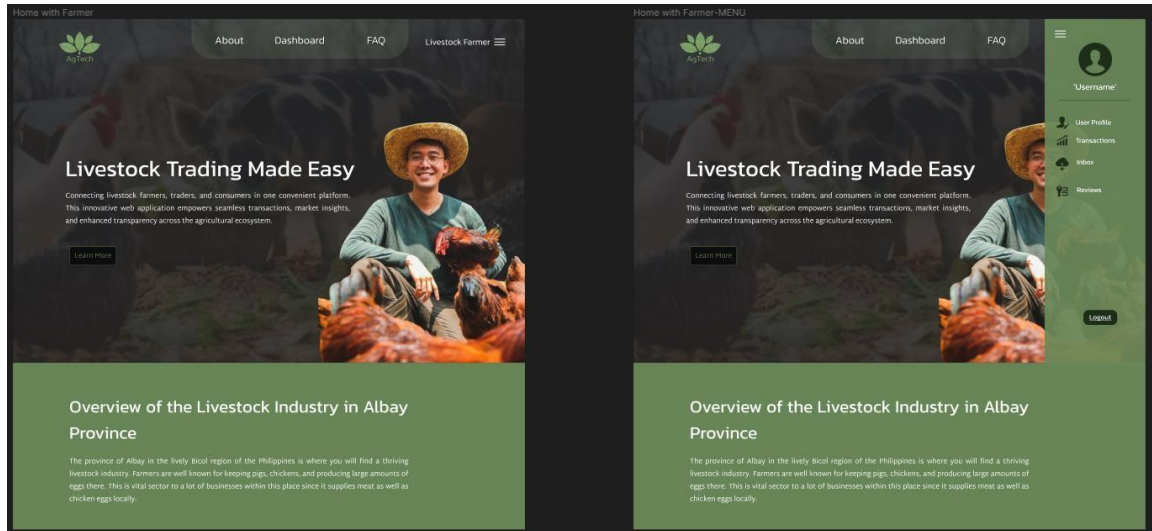 Home with Farmer
AgTech
About Dashboard FAQ
Livestock Farmer
Livestock Trading Made Easy
Connecting livestock farmers, traders, and consumers in one convenient platform.
This innovative web application empowers seamless transactions, market insights,
and enhanced transparency across the agricultural ecosystem.
Learn More
Overview of the Livestock Industry in Albay
Province
The province of Albay in the lively Bicol region of the Philippines is where you will find a thriving
livestock industry. Farmers are well known for keeping pigs, chickens, and producing large amounts of
eggs there. This is vital sector to a lot of businesses within this place since it supplies meat as well as
chicken eggs locally.
Home with Farmer-MENU
AgTech
About Dashboard FAQ
'Username'
User Profile
Transactions
Inbox
Reviews
Logout
Livestock Trading Made Easy
Connecting livestock farmers, traders, and consumers in one convenient platform.
This innovative web application empowers seamless transactions, market insights,
and enhanced transparency across the agricultural ecosystem.
Learn More
Overview of the Livestock Industry in Albay
Province
The province of Albay in the lively Bicol region of the Philippines is where you will find a thriving
livestock industry. Farmers are well known for keeping pigs, chickens, and producing large amounts of
eggs there. This is vital sector to a lot of businesses within this place since it supplies meat as well as
chicken eggs locally.